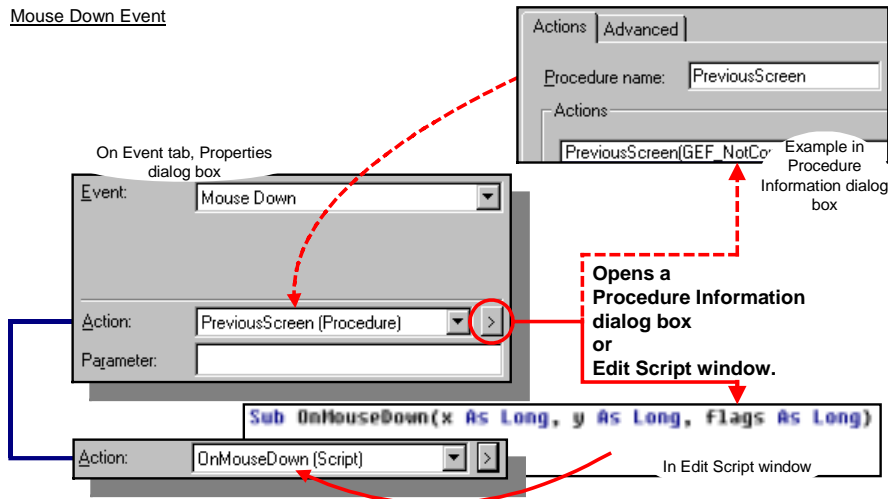 Mouse Down Event
Actions
Advanced
Procedure name:
PreviousScreen
Actions
PreviousScreen(GEF_NotCo
Example in
Procedure
Information dialog
box
On Event tab, Properties
dialog box
Event:
Mouse Down
Action:
PreviousScreen (Procedure)
>
Parameter:
Opens a
Procedure Information
dialog box
or
Edit Script window.
Sub OnMouseDown(x As Long, y As Long, flags As Long)
Action:
OnMouseDown (Script)
>
In Edit Script window